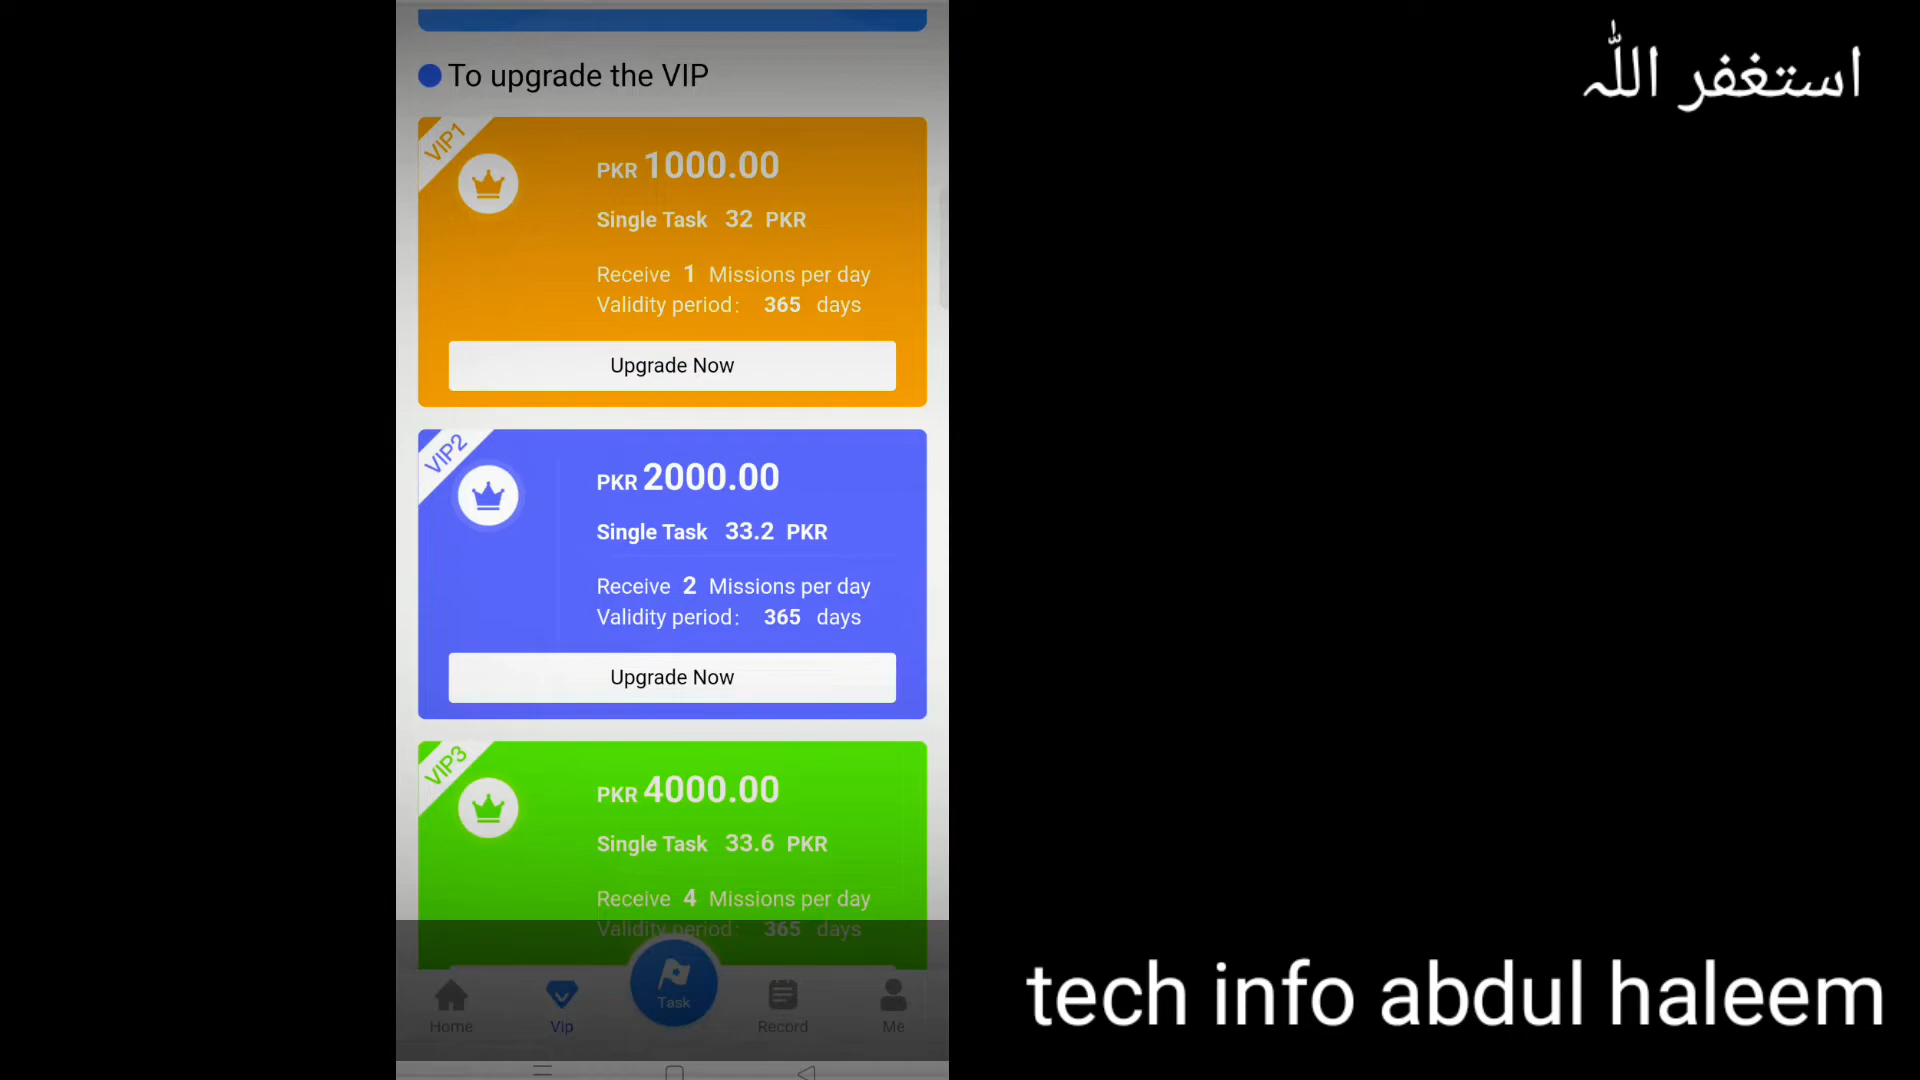 استغفر اللہ
To upgrade the VIP
VIP1
PKR 1000.00
Single Task 32 PKR
Receive 1 Missions per day
Validity period: 365 days
Upgrade Now
VIP2
PKR 2000.00
Single Task 33.2 PKR
Receive 2 Missions per day
Validity period: 365 days
Upgrade Now
VIP3
PKR 4000.00
Single Task 33.6 PKR
Receive 4 Missions per day
Validity period: 365 days
Home Vip Task Record Me
tech info abdul haleem